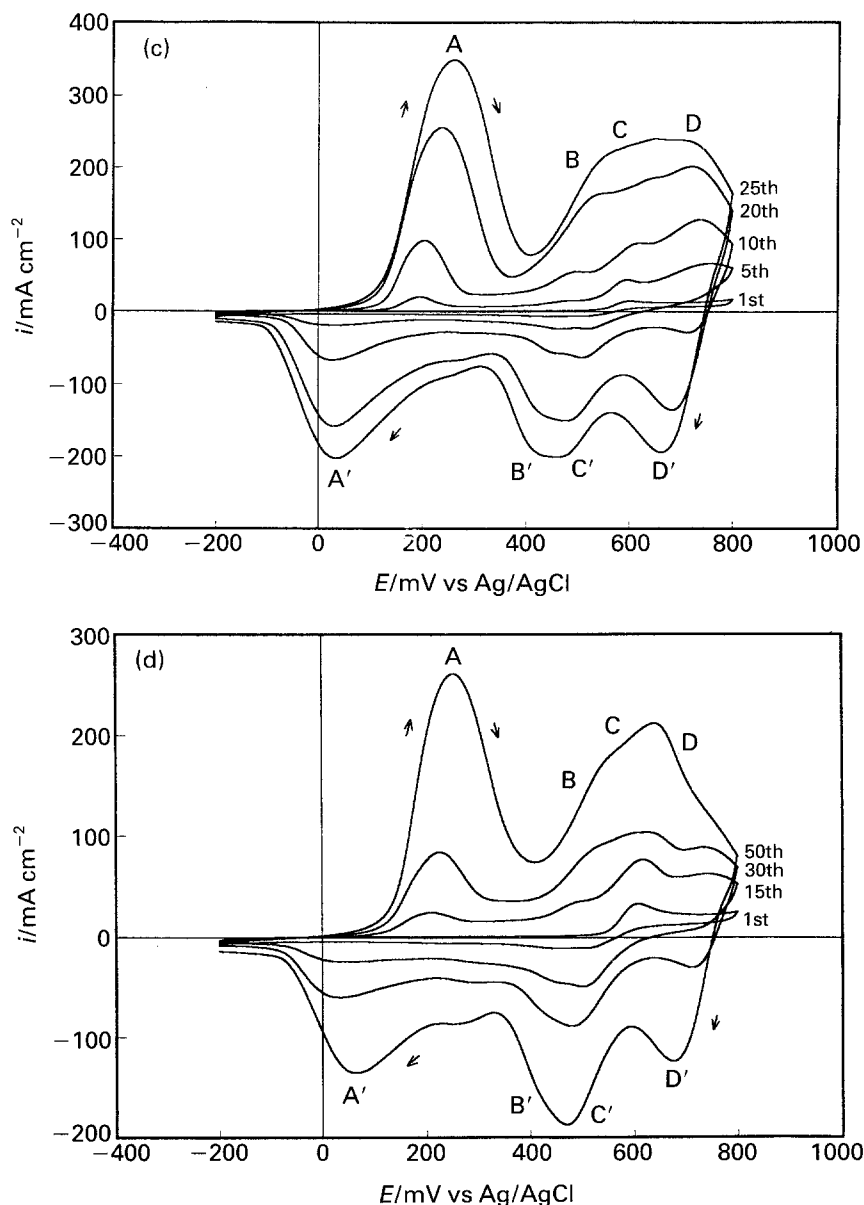 (c)
400
300
200
100
0
−100
−200
−300
i/mA cm⁻²
A
B
C
D
25th
20th
10th
5th
1st
A′
B′
C′
D′
−400
−200
0
200
400
600
800
1000
E/mV vs Ag/AgCl
(d)
300
200
100
0
−100
−200
i/mA cm⁻²
A
B
C
D
50th
30th
15th
1st
A′
B′
C′
D′
−400
−200
0
200
400
600
800
1000
E/mV vs Ag/AgCl